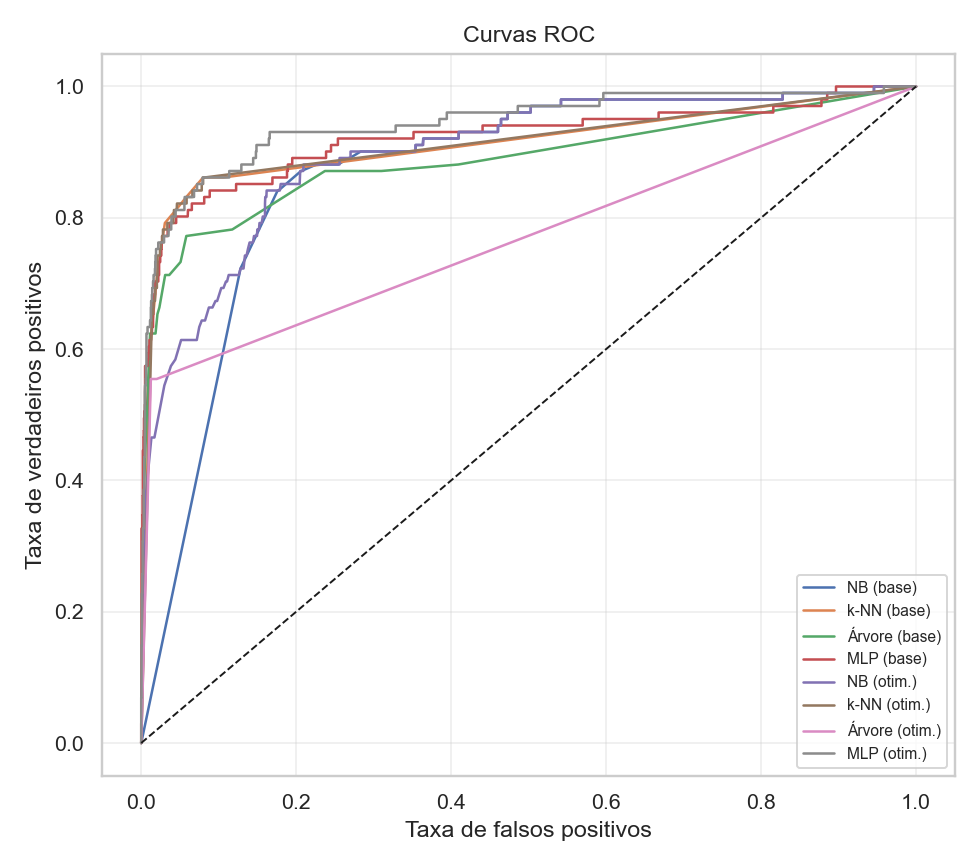 Curvas ROC
Taxa de verdadeiros positivos
1.0
0.8
0.6
0.4
0.2
0.0
0.0 0.2 0.4 0.6 0.8 1.0
Taxa de falsos positivos
NB (base)
k-NN (base)
Árvore (base)
MLP (base)
NB (otim.)
k-NN (otim.)
Árvore (otim.)
MLP (otim.)